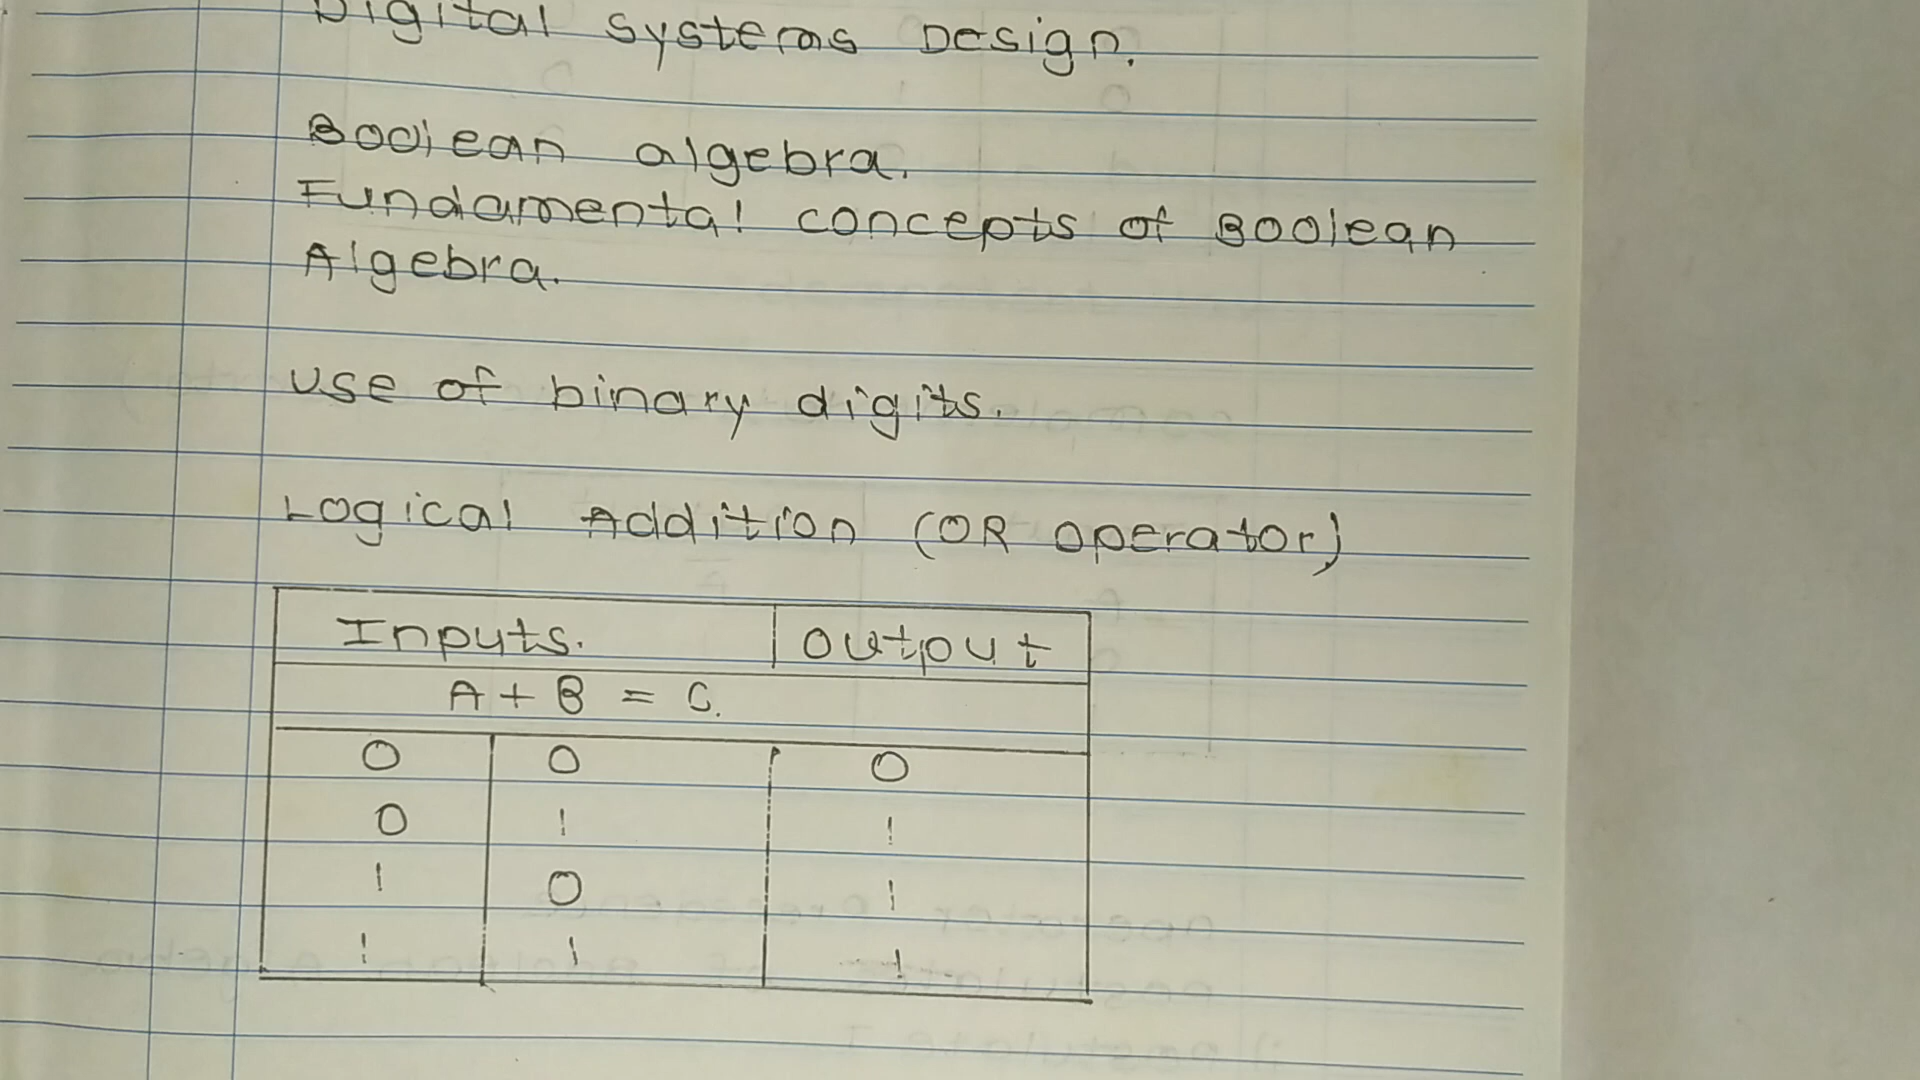 Digital systems Design.
Boolean algebra.
Fundamental concepts of Boolean
Algebra.
Use of binary digits.
Logical Addition (OR operator)
Inputs. Output
A + B = C.
0 0 0
0 1 1
1 0 1
1 1 1